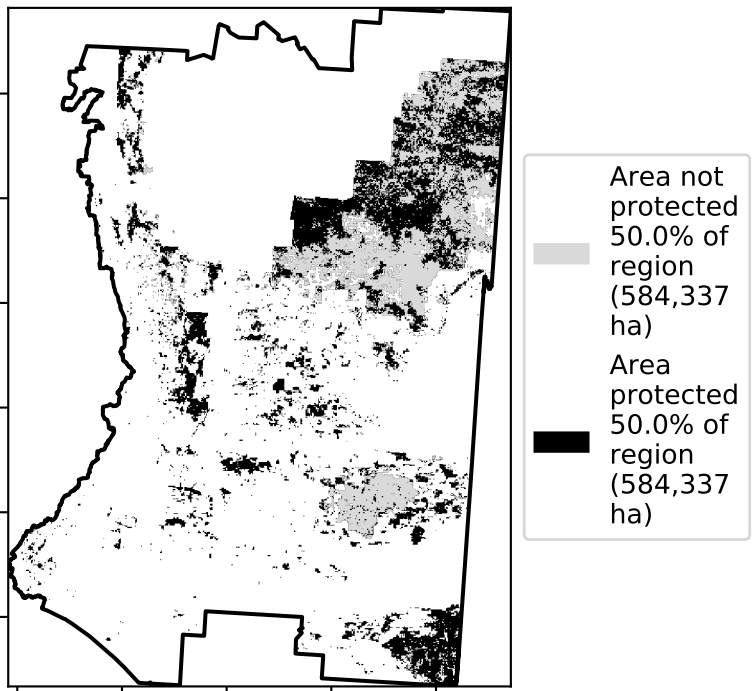 Area not
protected
50.0% of
region
(584,337
ha)
Area
protected
50.0% of
region
(584,337
ha)